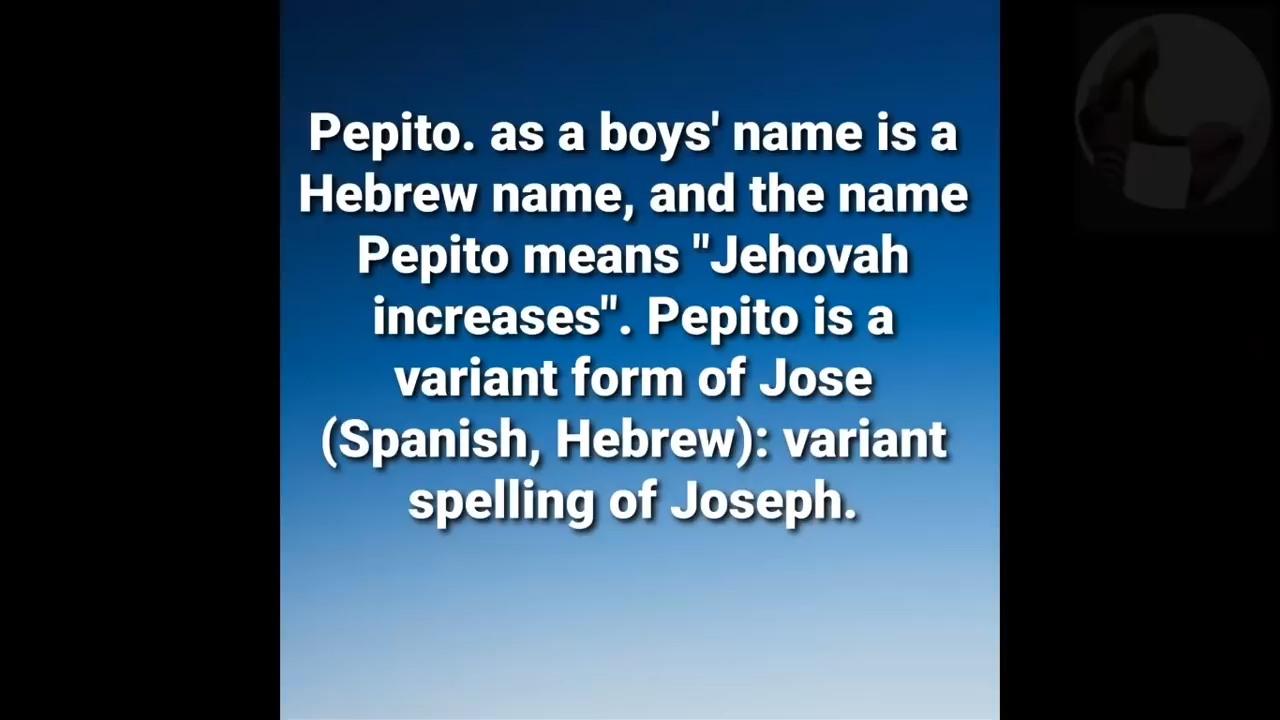 Pepito. as a boys' name is a
Hebrew name, and the name
Pepito means "Jehovah
increases". Pepito is a
variant form of Jose
(Spanish, Hebrew): variant
spelling of Joseph.